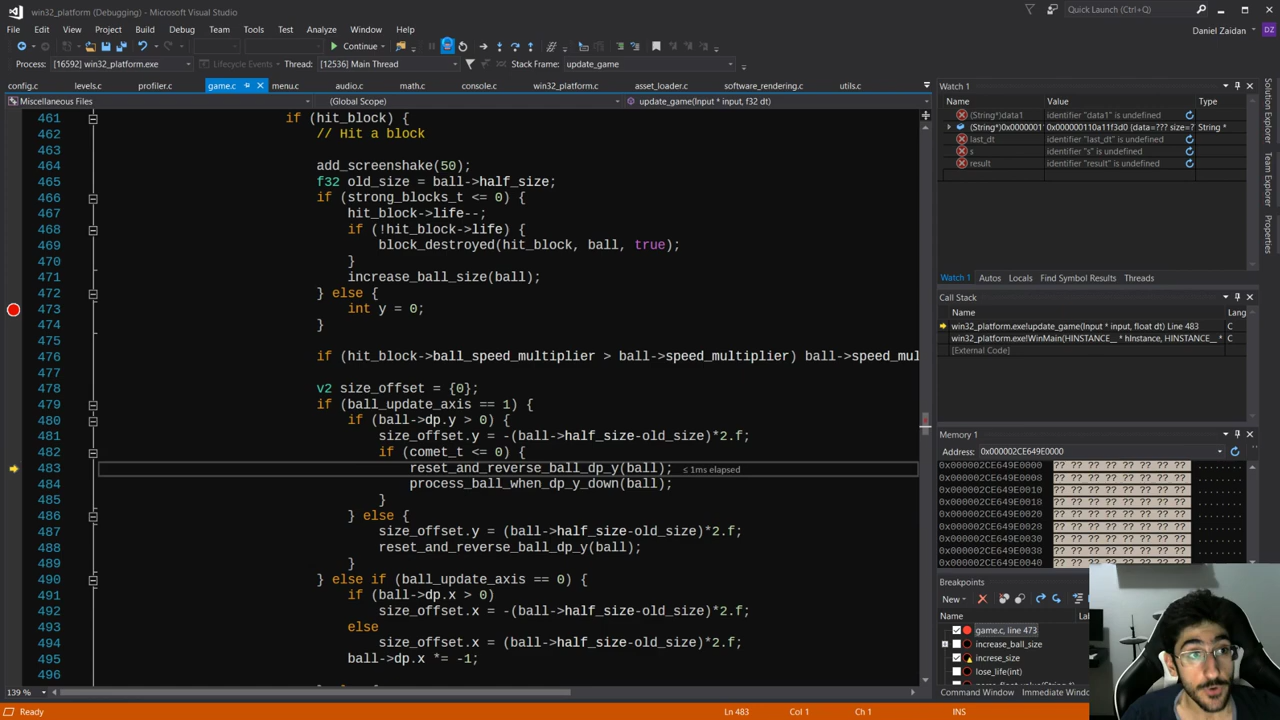 win32_platform (Debugging) - Microsoft Visual Studio
Quick Launch (Ctrl+Q)
File Edit View Project Build Debug Team Tools Test Analyze Window Help
Daniel Zaidan DZ
Continue
Process: [16592] win32_platform.exe Lifecycle Events Thread: [12536] Main Thread Stack Frame: update_game
config.c levels.c profiler.c game.c menu.c audio.c math.c console.c win32_platform.c asset_loader.c software_rendering.c utils.c
Miscellaneous Files (Global Scope) update_game(Input * input, f32 dt)
461 if (hit_block) {
462 // Hit a block
463
464 add_screenshake(50);
465 f32 old_size = ball->half_size;
466 if (strong_blocks_t <= 0) {
467 hit_block->life--;
468 if (!hit_block->life) {
469 block_destroyed(hit_block, ball, true);
470 }
471 increase_ball_size(ball);
472 } else {
473 int y = 0;
474 }
475
476 if (hit_block->ball_speed_multiplier > ball->speed_multiplier) ball->speed_mul
477
478 v2 size_offset = {0};
479 if (ball_update_axis == 1) {
480 if (ball->dp.y > 0) {
481 size_offset.y = -(ball->half_size-old_size)*2.f;
482 if (comet_t <= 0) {
483 reset_and_reverse_ball_dp_y(ball); ≤ 1ms elapsed
484 process_ball_when_dp_y_down(ball);
485 }
486 } else {
487 size_offset.y = (ball->half_size-old_size)*2.f;
488 reset_and_reverse_ball_dp_y(ball);
489 }
490 } else if (ball_update_axis == 0) {
491 if (ball->dp.x > 0)
492 size_offset.x = -(ball->half_size-old_size)*2.f;
493 else
494 size_offset.x = (ball->half_size-old_size)*2.f;
495 ball->dp.x *= -1;
496
139 %
Watch 1
Name Value Type
(String*)data1 identifier "data1" is undefined
(String*)0x0000001 0x000000110a11f3d0 {data=??? size=? String *
last_dt identifier "last_dt" is undefined
s identifier "s" is undefined
result identifier "result" is undefined
Watch 1 Autos Locals Find Symbol Results Threads
Call Stack
Name Lang
win32_platform.exe!update_game(Input * input, float dt) Line 483 C
win32_platform.exe!WinMain(HINSTANCE__ * hInstance, HINSTANCE__ * C
[External Code]
Memory 1
Address: 0x000002CE649E0000
0x000002CE649E0000 ?? ?? ?? ?? ?? ?? ?? ?? ........
0x000002CE649E0008 ?? ?? ?? ?? ?? ?? ?? ?? ........
0x000002CE649E0010 ?? ?? ?? ?? ?? ?? ?? ?? ........
0x000002CE649E0018 ?? ?? ?? ?? ?? ?? ?? ?? ........
0x000002CE649E0020 ?? ?? ?? ?? ?? ?? ?? ?? ........
0x000002CE649E0028 ?? ?? ?? ?? ?? ?? ?? ?? ........
0x000002CE649E0030 ?? ?? ?? ?? ?? ?? ?? ?? ........
0x000002CE649E0038 ?? ?? ?? ?? ?? ?? ?? ?? ........
0x000002CE649E0040 ?? ?? ?? ?? ?? ?? ?? ??
Breakpoints
New
Name La
game.c, line 473
increase_ball_size
increse_size
lose_life(int)
Command Window Immediate Windo
Solution Explorer
Team Explorer
Properties
Ready Ln 483 Col 1 Ch 1 INS